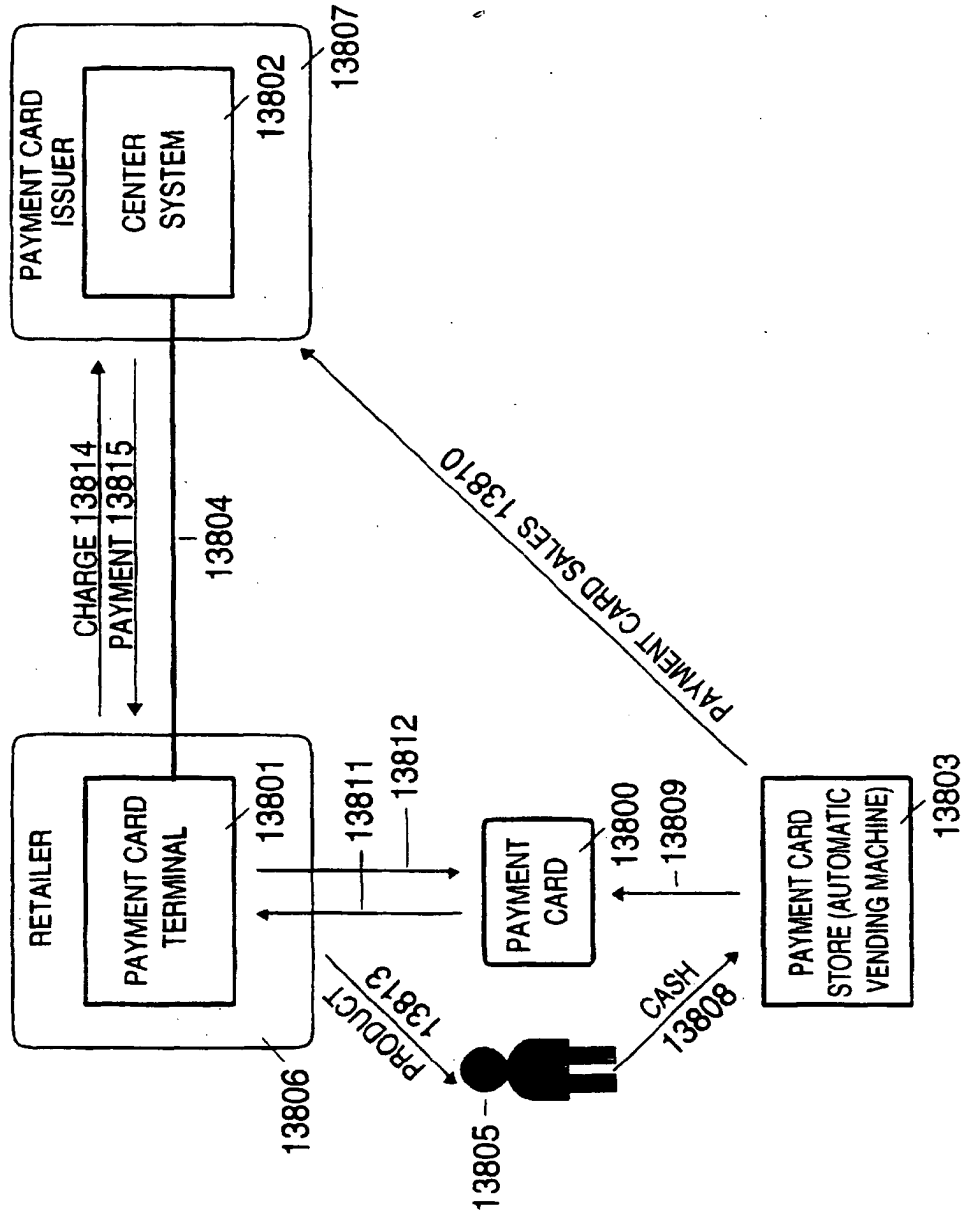 RETAILER
PAYMENT CARD
TERMINAL
13801
13806
CHARGE 13814
PAYMENT 13815
13804
PAYMENT CARD
ISSUER
CENTER
SYSTEM
13802
13807
PRODUCT
13813
13811
13812
13805
PAYMENT
CARD
13800
CASH
13808
13809
PAYMENT CARD SALES 13810
PAYMENT CARD
STORE (AUTOMATIC
VENDING MACHINE)
13803